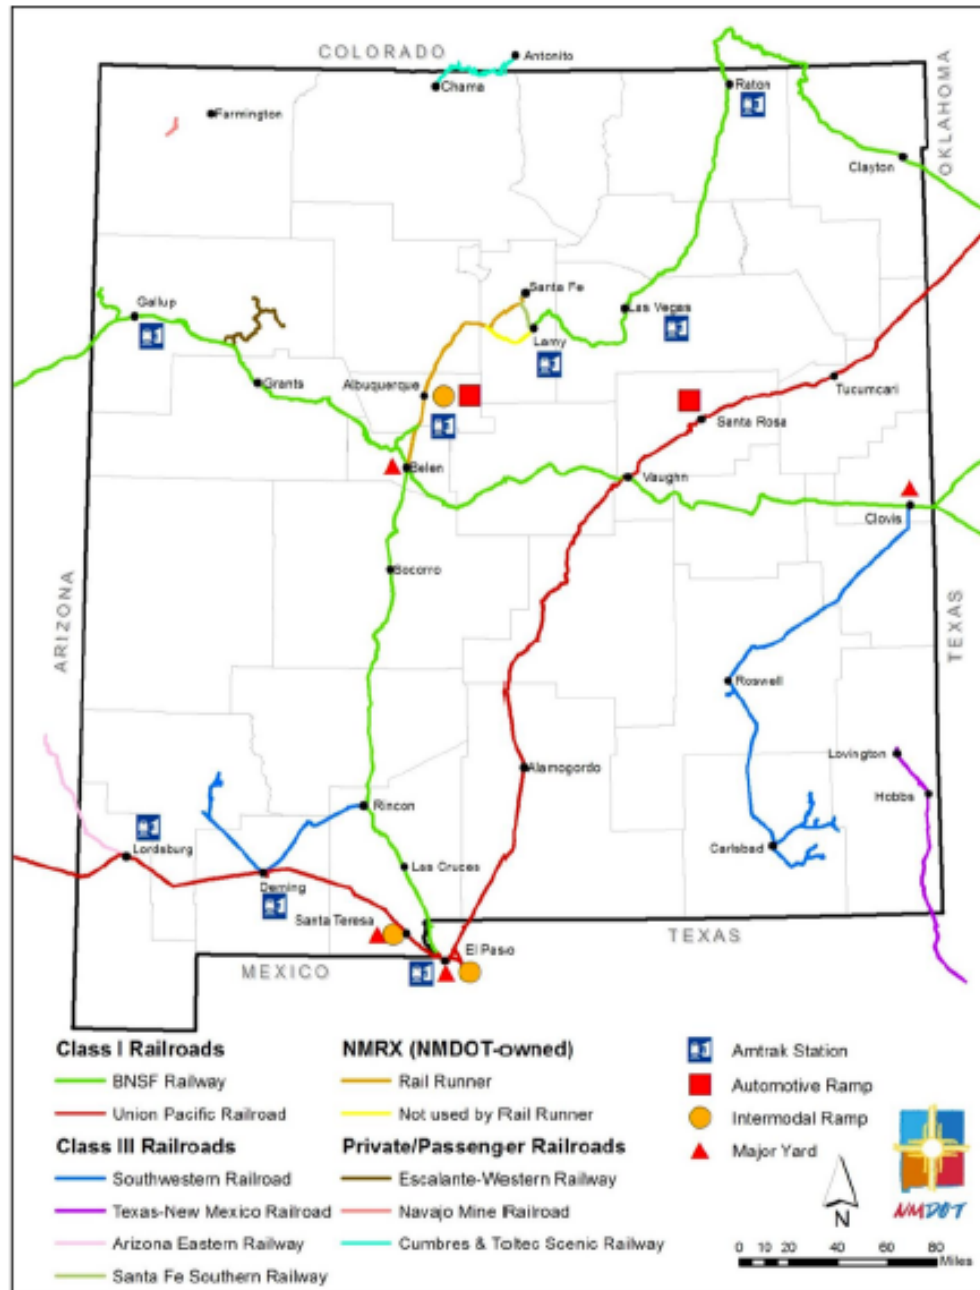 COLORADO
Antonito
Chama
Raton
OKLAHOMA
Farmington
Clayton
Gallup
Santa Fe
Las Vegas
Lamy
Grants
Albuquerque
Tucumcari
Santa Rosa
Belen
Vaughn
Clovis
Socorro
ARIZONA
TEXAS
Roswell
Lovington
Alamogordo
Hobbs
Rincon
Carlsbad
Lordsburg
Las Cruces
Deming
Santa Teresa
TEXAS
El Paso
MEXICO
Class I Railroads
BNSF Railway
Union Pacific Railroad
Class III Railroads
Southwestern Railroad
Texas-New Mexico Railroad
Arizona Eastern Railway
Santa Fe Southern Railway
NMRX (NMDOT-owned)
Rail Runner
Not used by Rail Runner
Private/Passenger Railroads
Escalante-Western Railway
Navajo Mine Railroad
Cumbres & Toltec Scenic Railway
Amtrak Station
Automotive Ramp
Intermodal Ramp
Major Yard
N
NMDOT
0 10 20 40 60 80
Miles